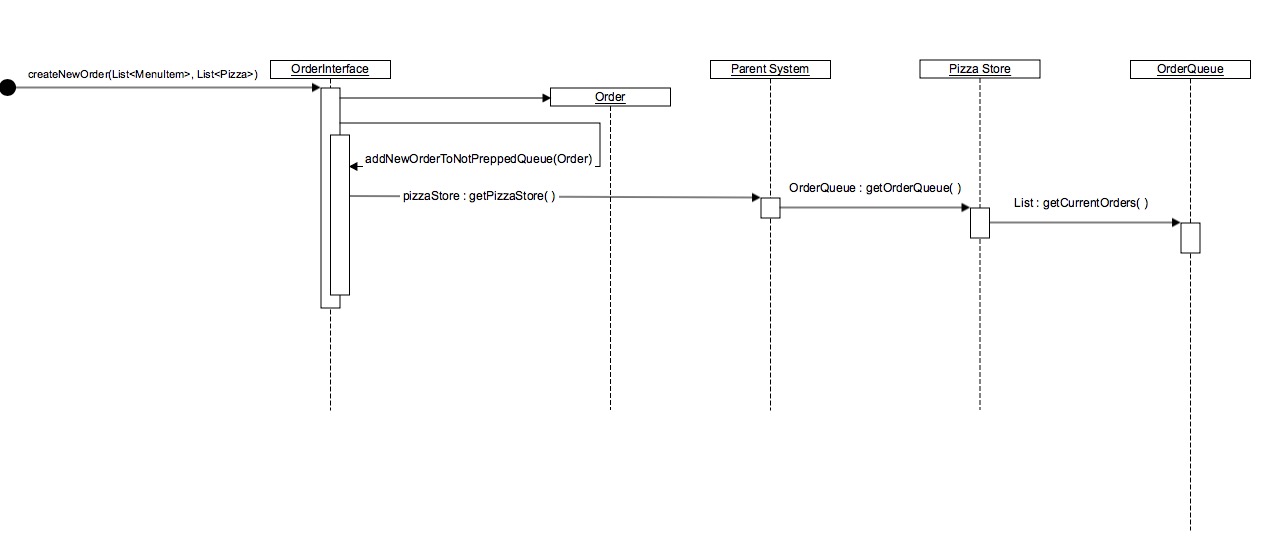 createNewOrder(List<MenuItem>, List<Pizza>)
OrderInterface
Parent System
Pizza Store
OrderQueue
Order
addNewOrderToNotPreppedQueue(Order)
pizzaStore : getPizzaStore( )
OrderQueue : getOrderQueue( )
List : getCurrentOrders( )